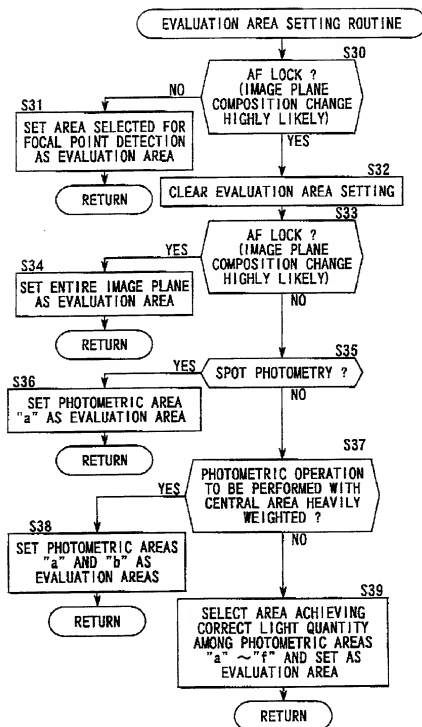 EVALUATION AREA SETTING ROUTINE
S30
AF LOCK ?
(IMAGE PLANE
COMPOSITION CHANGE
HIGHLY LIKELY)
NO
YES
S31
SET AREA SELECTED FOR
FOCAL POINT DETECTION
AS EVALUATION AREA
RETURN
S32
CLEAR EVALUATION AREA SETTING
S33
AF LOCK ?
(IMAGE PLANE
COMPOSITION CHANGE
HIGHLY LIKELY)
YES
NO
S34
SET ENTIRE IMAGE PLANE
AS EVALUATION AREA
RETURN
S35
SPOT PHOTOMETRY ?
YES
NO
S36
SET PHOTOMETRIC AREA
"a" AS EVALUATION AREA
RETURN
S37
PHOTOMETRIC OPERATION
TO BE PERFORMED WITH
CENTRAL AREA HEAVILY
WEIGHTED ?
YES
NO
S38
SET PHOTOMETRIC AREAS
"a" AND "b" AS
EVALUATION AREAS
RETURN
S39
SELECT AREA ACHIEVING
CORRECT LIGHT QUANTITY
AMONG PHOTOMETRIC AREAS
"a" ~ "f" AND SET AS
EVALUATION AREA
RETURN